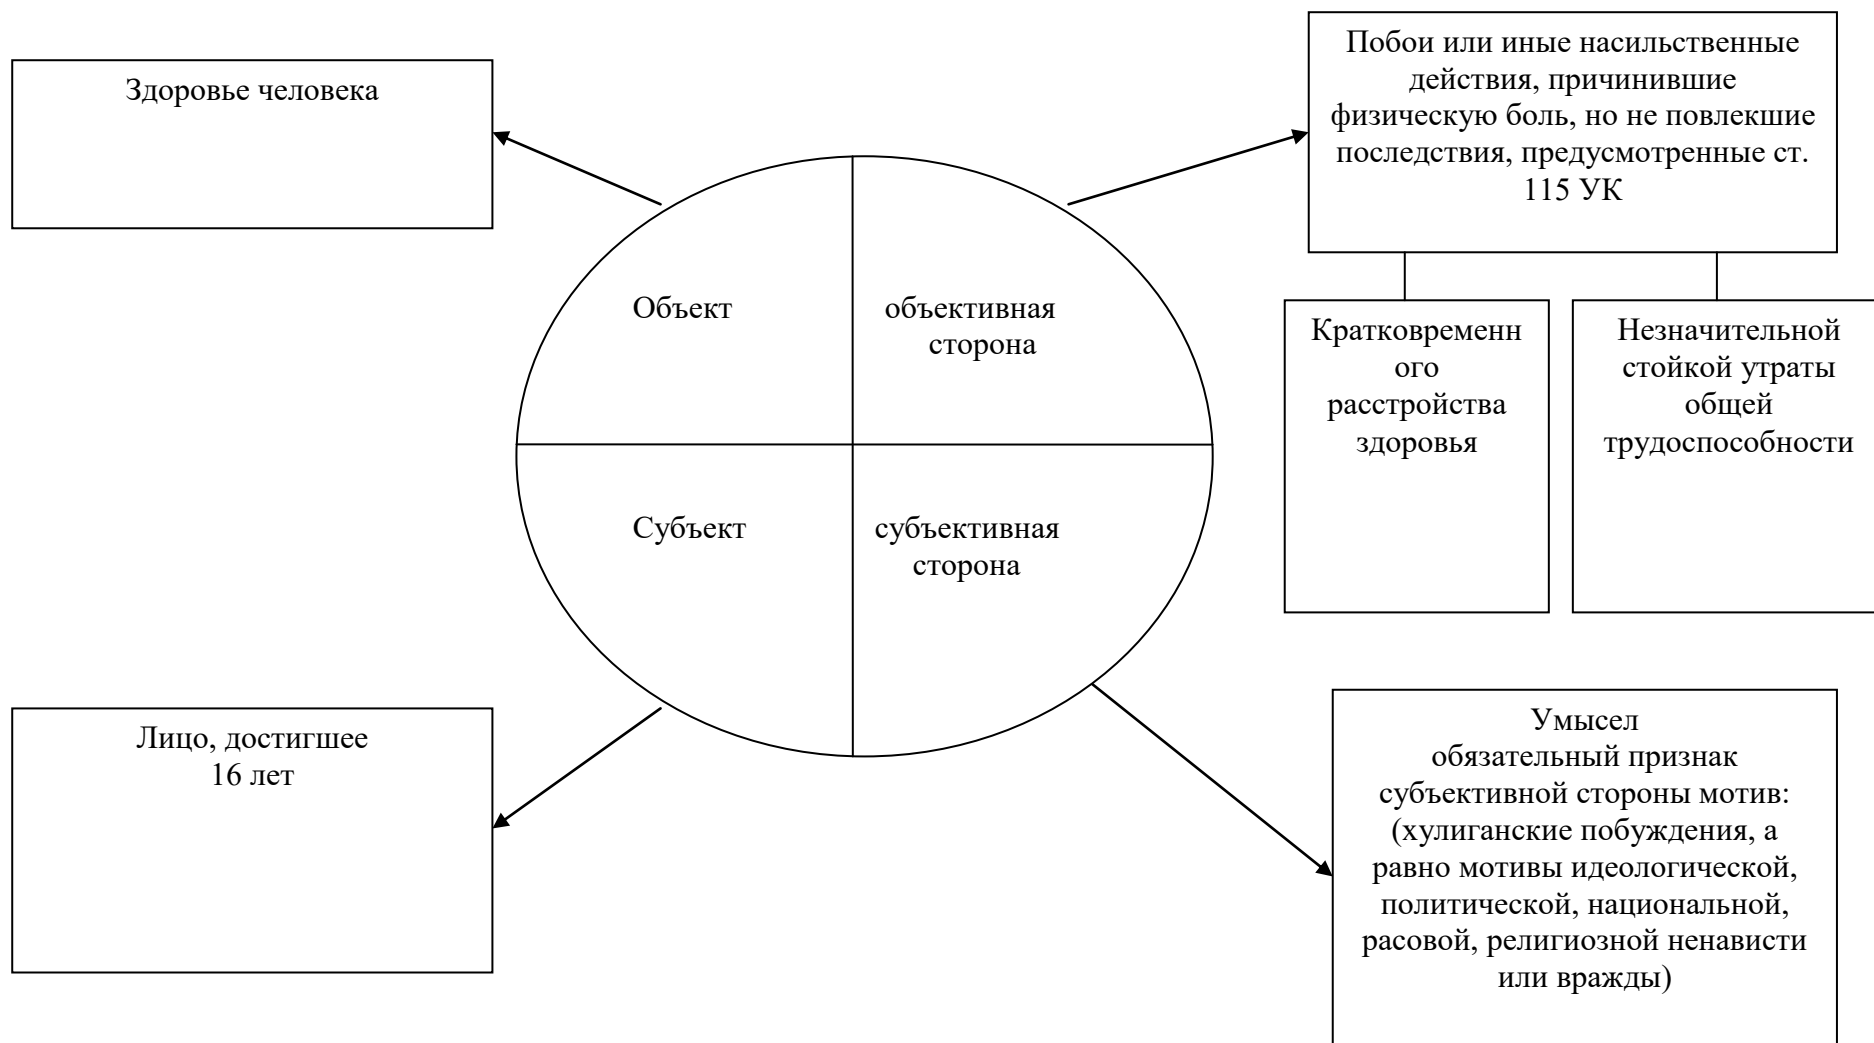 Здоровье человека
Побои или иные насильственные
действия, причинившие
физическую боль, но не повлекшие
последствия, предусмотренные ст.
115 УК
Объект
объективная
сторона
Кратковременн
ого
расстройства
здоровья
Незначительной
стойкой утраты
общей
трудоспособности
Субъект
субъективная
сторона
Лицо, достигшее
16 лет
Умысел
обязательный признак
субъективной стороны мотив:
(хулиганские побуждения, а
равно мотивы идеологической,
политической, национальной,
расовой, религиозной ненависти
или вражды)